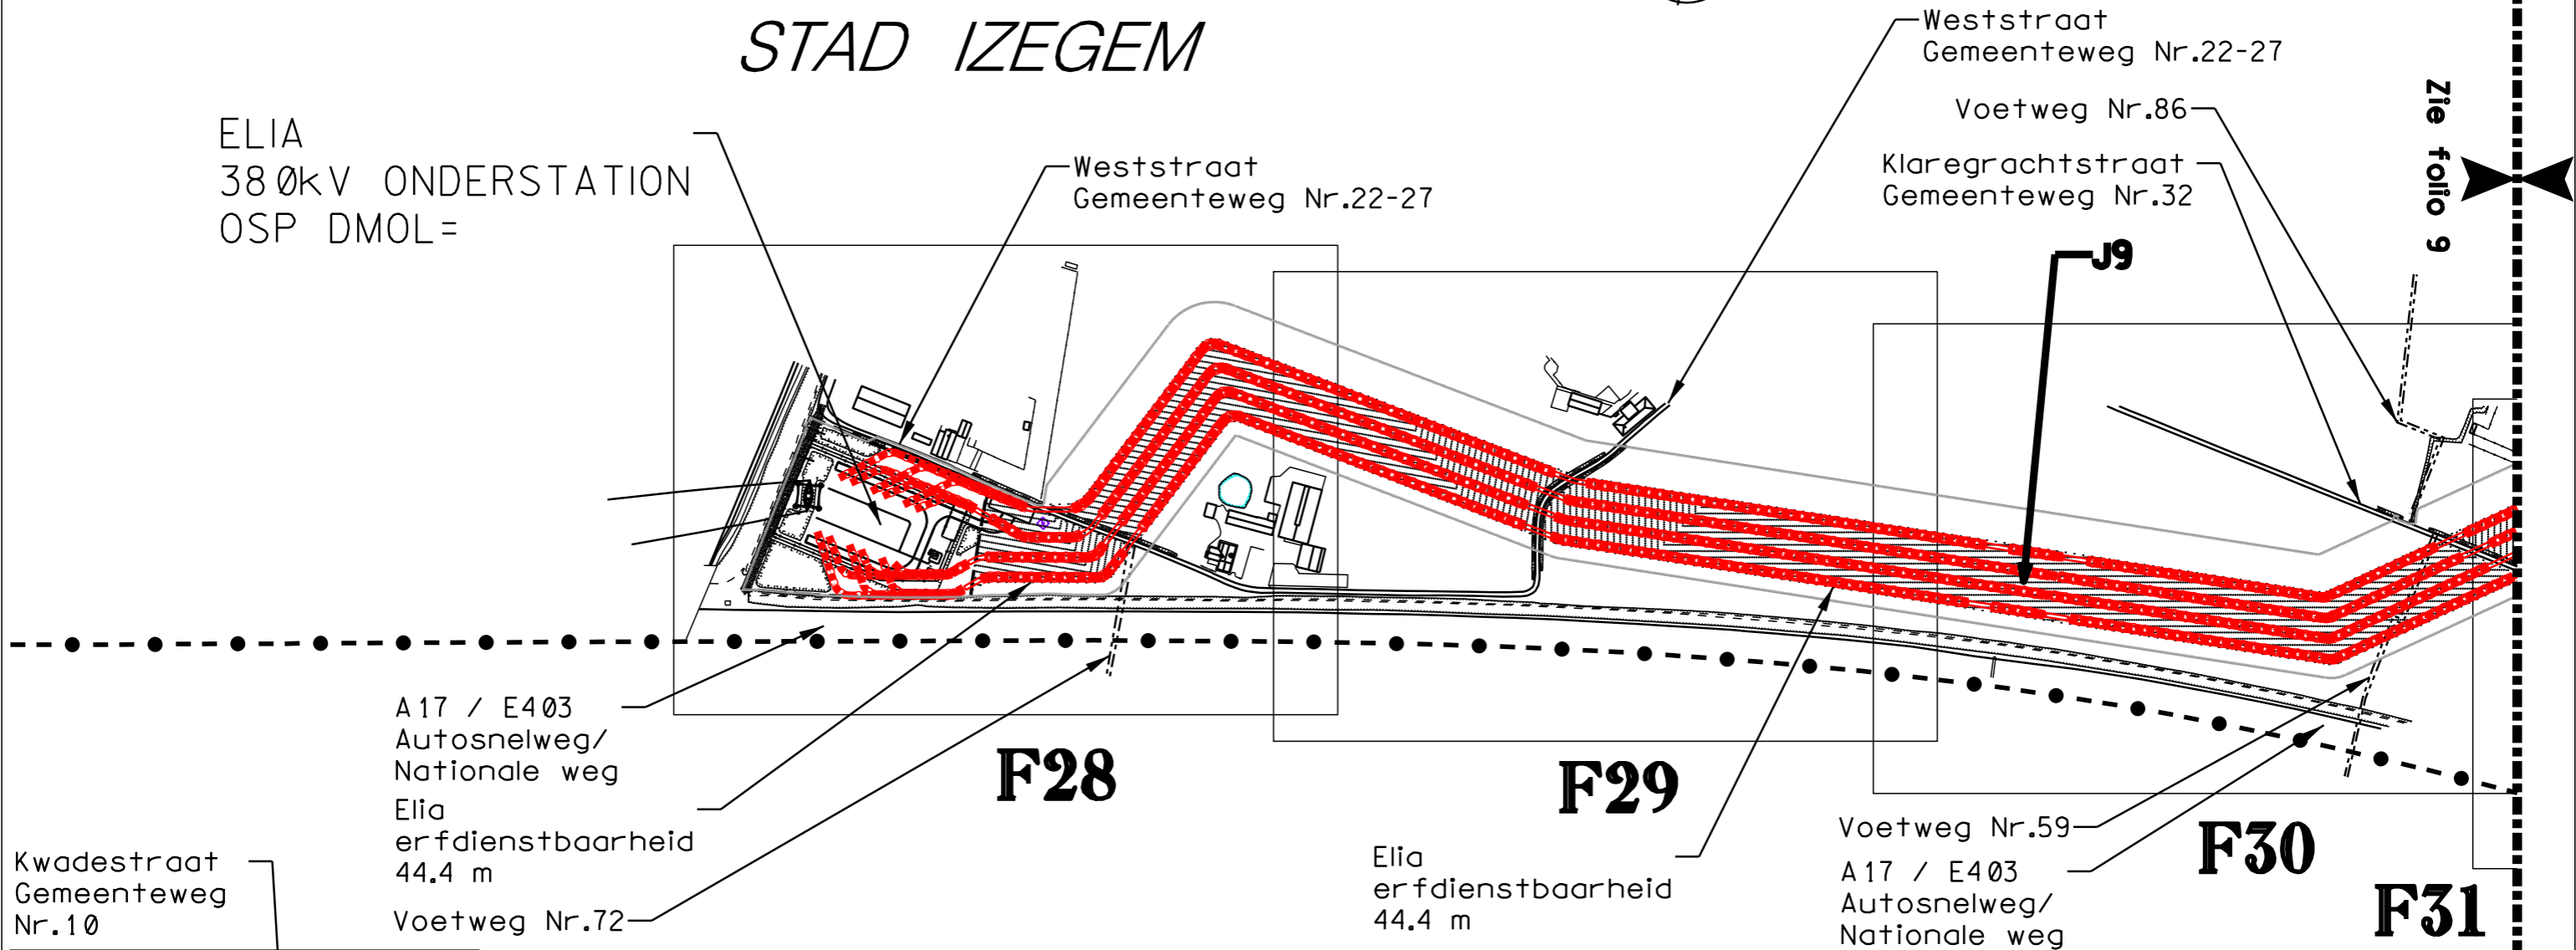 STAD IZEGEM
ELIA
380kV ONDERSTATION
OSP DMOL=
Weststraat
Gemeenteweg Nr.22-27
Weststraat
Gemeenteweg Nr.22-27
Voetweg Nr.86
Klaregrachtstraat
Gemeenteweg Nr.32
Zie folio 9
J9
A17 / E403
Autosnelweg/
Nationale weg
Elia
erfdienstbaarheid
44.4 m
Voetweg Nr.72
Kwadestraat
Gemeenteweg
Nr.10
F28
F29
Elia
erfdienstbaarheid
44.4 m
Voetweg Nr.59
A17 / E403
Autosnelweg/
Nationale weg
F30
F31